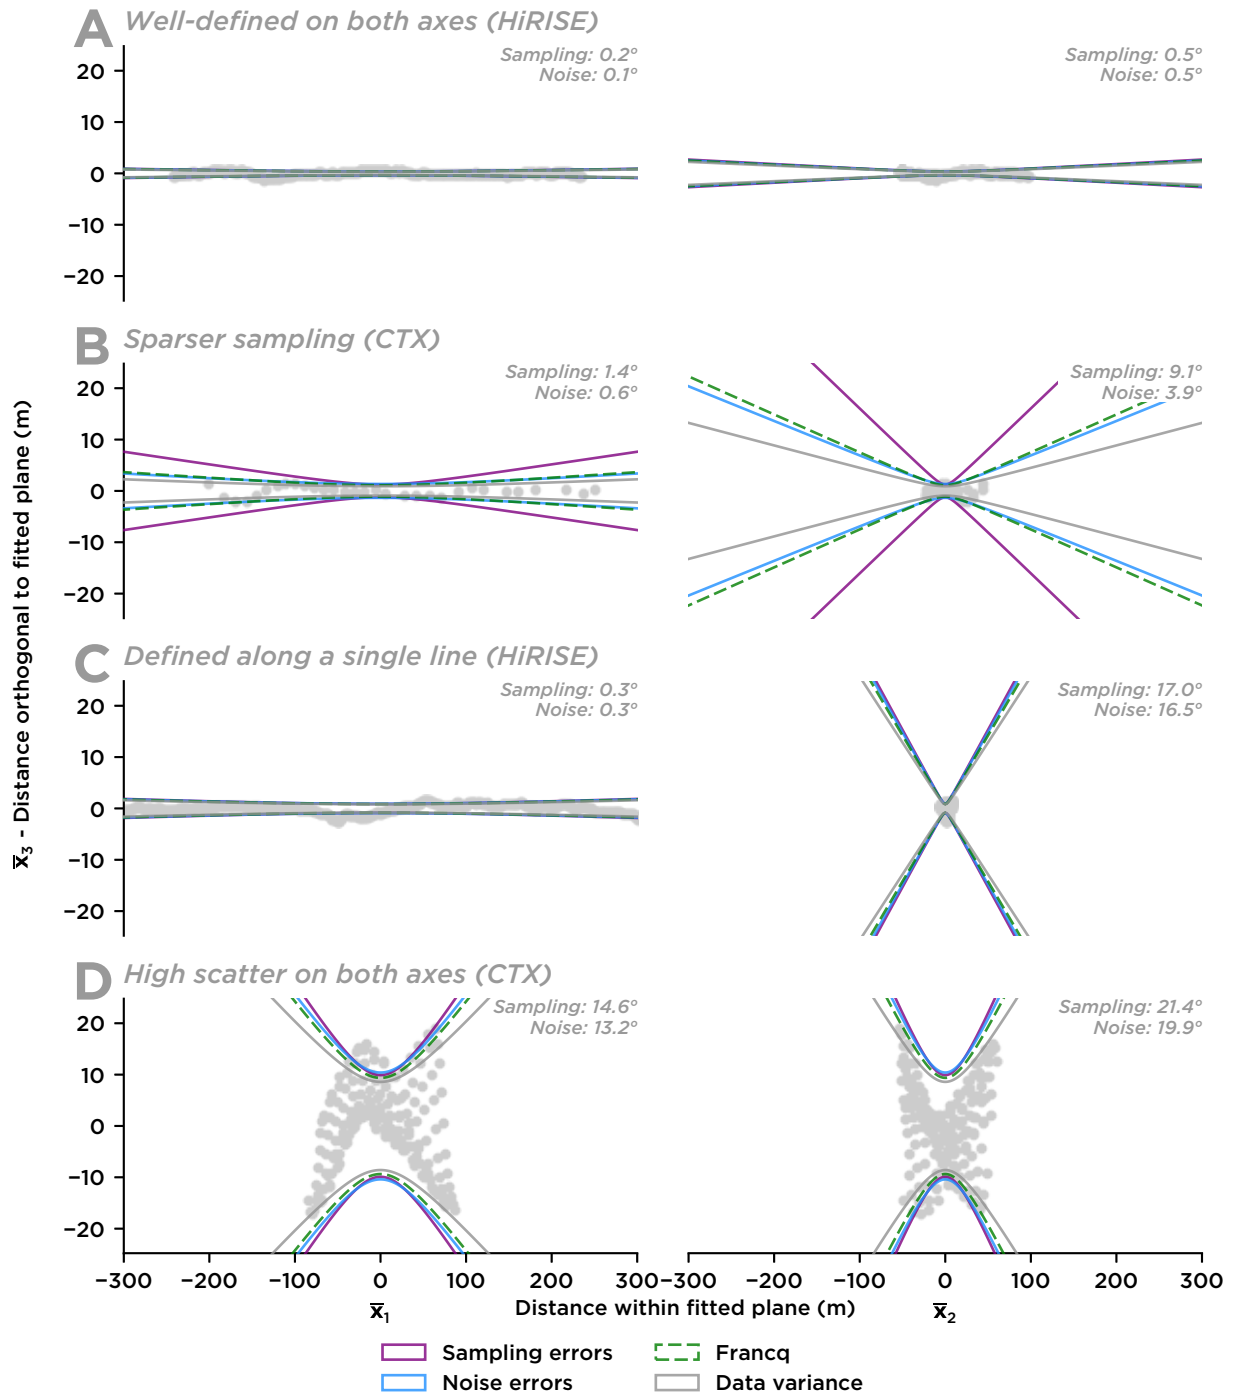 A Well-defined on both axes (HiRISE)
Sampling: 0.2°
Noise: 0.1°
Sampling: 0.5°
Noise: 0.5°
20
10
0
−10
−20
B Sparser sampling (CTX)
Sampling: 1.4°
Noise: 0.6°
Sampling: 9.1°
Noise: 3.9°
20
10
0
−10
−20
C Defined along a single line (HiRISE)
Sampling: 0.3°
Noise: 0.3°
Sampling: 17.0°
Noise: 16.5°
20
10
0
−10
−20
D High scatter on both axes (CTX)
Sampling: 14.6°
Noise: 13.2°
Sampling: 21.4°
Noise: 19.9°
20
10
0
−10
−20
x̅₃ - Distance orthogonal to fitted plane (m)
−300 −200 −100 0 100 200 300 −300 −200 −100 0 100 200 300
x̅₁ Distance within fitted plane (m) x̅₂
Sampling errors Francq
Noise errors Data variance